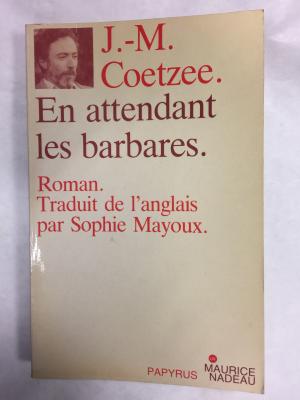 J.-M.
Coetzee.
En attendant
les barbares.
Roman.
Traduit de l'anglais
par Sophie Mayoux.
PAPYRUS
MAURICE
NADEAU